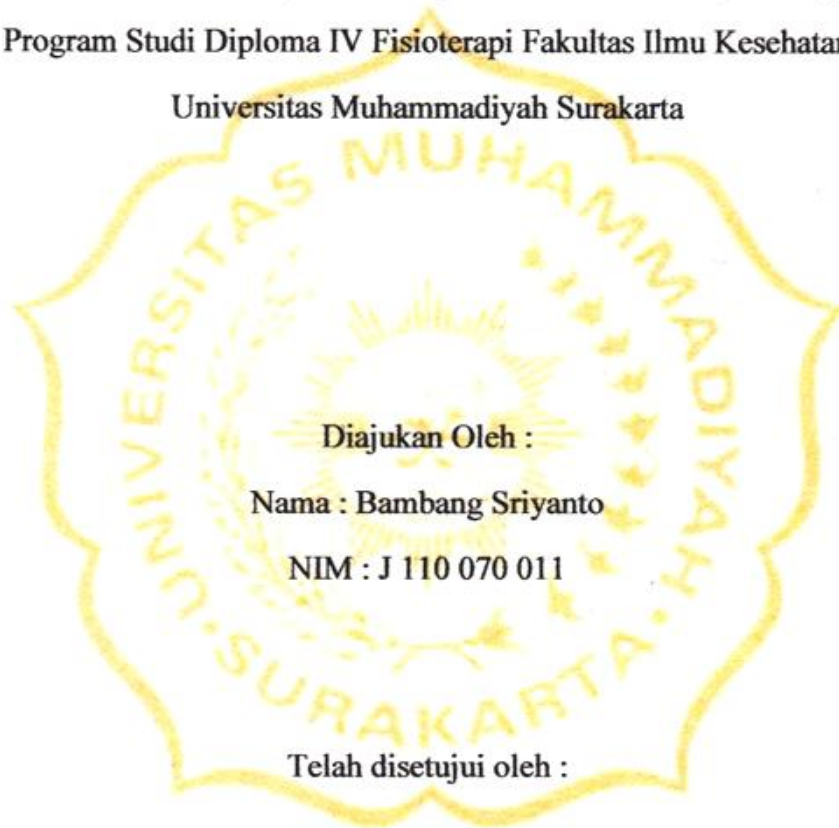 Program Studi Diploma IV Fisioterapi Fakultas Ilmu Kesehatan
Universitas Muhammadiyah Surakarta
UNIVERSITAS MUHAMMADIYAH
SURAKARTA
Diajukan Oleh :
Nama : Bambang Sriyanto
NIM : J 110 070 011
Telah disetujui oleh :